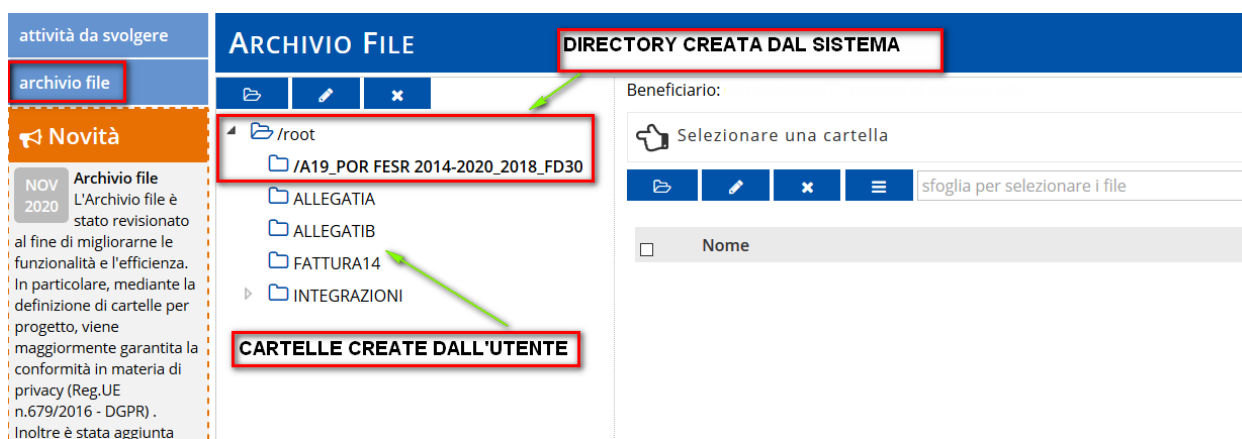 attività da svolgere
archivio file
Novità
NOV
2020
Archivio file
L'Archivio file è
stato revisionato
al fine di migliorarne le
funzionalità e l'efficienza.
In particolare, mediante la
definizione di cartelle per
progetto, viene
maggiormente garantita la
conformità in materia di
privacy (Reg.UE
n.679/2016 - DGPR) .
Inoltre è stata aggiunta
ARCHIVIO FILE
DIRECTORY CREATA DAL SISTEMA
/root
/A19_POR FESR 2014-2020_2018_FD30
ALLEGATIA
ALLEGATIB
FATTURA14
INTEGRAZIONI
CARTELLE CREATE DALL'UTENTE
Beneficiario:
Selezionare una cartella
sfoglia per selezionare i file
Nome